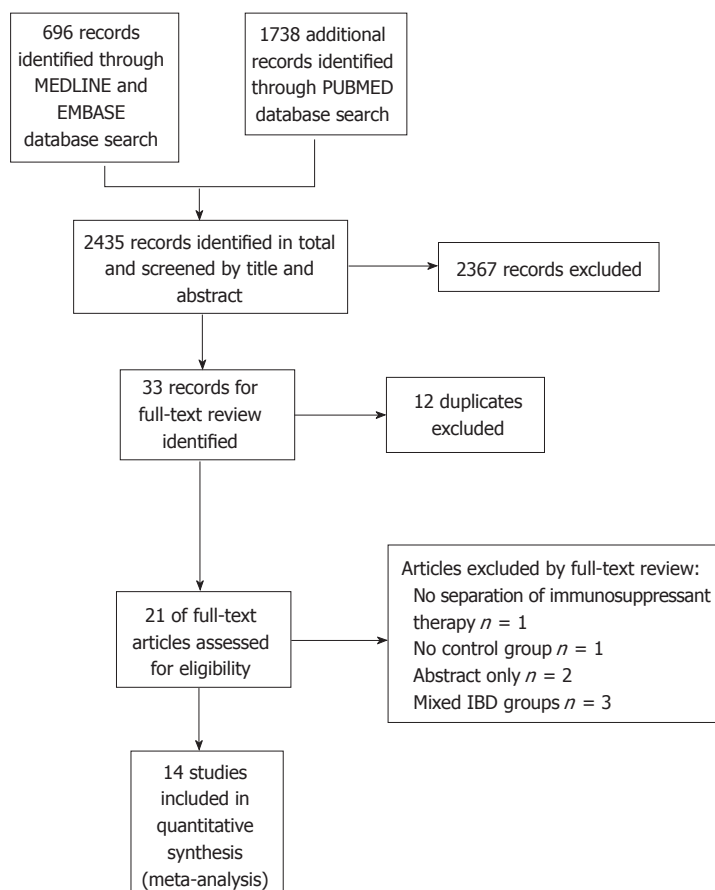 696 records
identified through
MEDLINE and
EMBASE
database search
1738 additional
records identified
through PUBMED
database search
2435 records identified in total
and screened by title and
abstract
2367 records excluded
33 records for
full-text review
identified
12 duplicates
excluded
21 of full-text
articles assessed
for eligibility
Articles excluded by full-text review:
No separation of immunosuppressant
therapy n = 1
No control group n = 1
Abstract only n = 2
Mixed IBD groups n = 3
14 studies
included in
quantitative
synthesis
(meta-analysis)